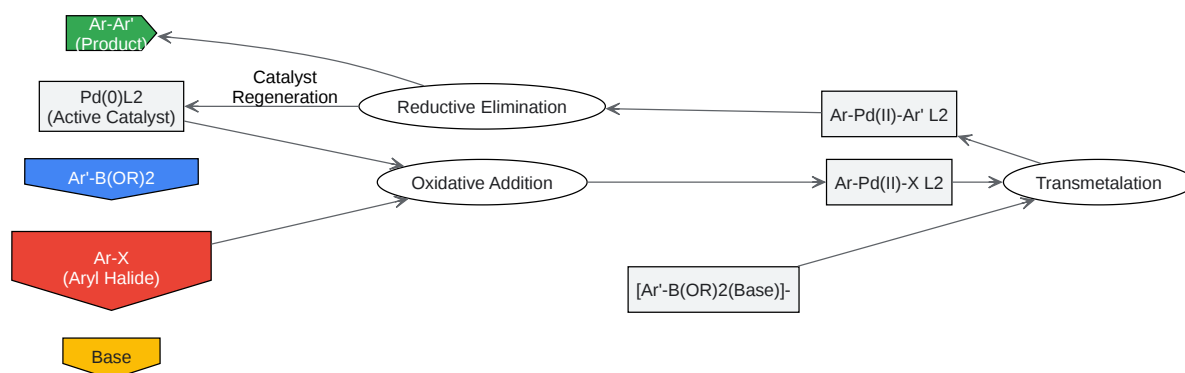 Ar-Ar'
(Product)
Catalyst
Regeneration
Pd(0)L2
(Active Catalyst)
Reductive Elimination
Ar-Pd(II)-Ar' L2
Ar'-B(OR)2
Oxidative Addition
Ar-Pd(II)-X L2
Transmetalation
Ar-X
(Aryl Halide)
[Ar'-B(OR)2(Base)]-
Base